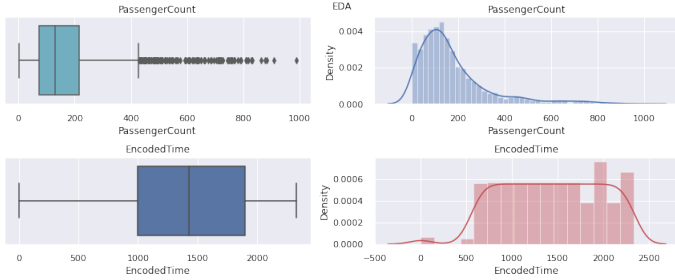 EDA
PassengerCount
0 200 400 600 800 1000
PassengerCount
PassengerCount
Density
0.004
0.002
0.000
0 200 400 600 800 1000
PassengerCount
EncodedTime
0 500 1000 1500 2000
EncodedTime
EncodedTime
Density
0.0006
0.0004
0.0002
0.0000
−500 0 500 1000 1500 2000 2500
EncodedTime